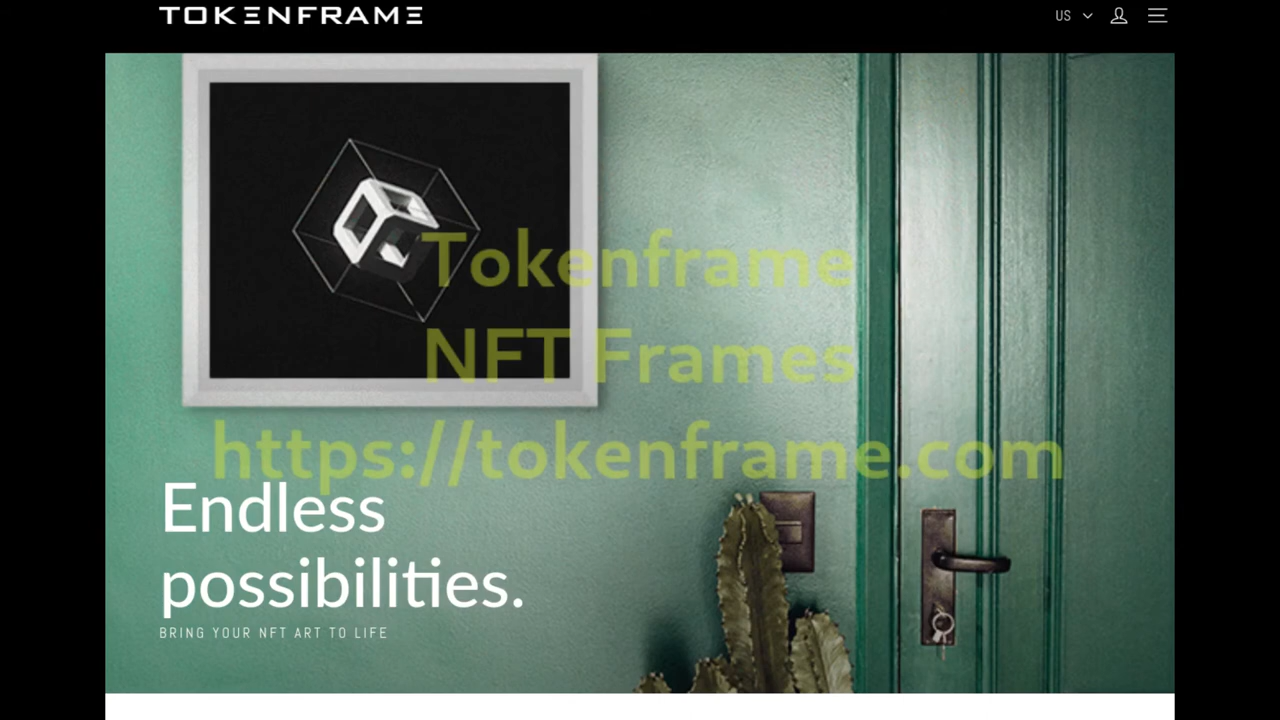 TOKENFRAME
US
Tokenframe
NFT Frames
https://tokenframe.com
Endless
possibilities.
BRING YOUR NFT ART TO LIFE